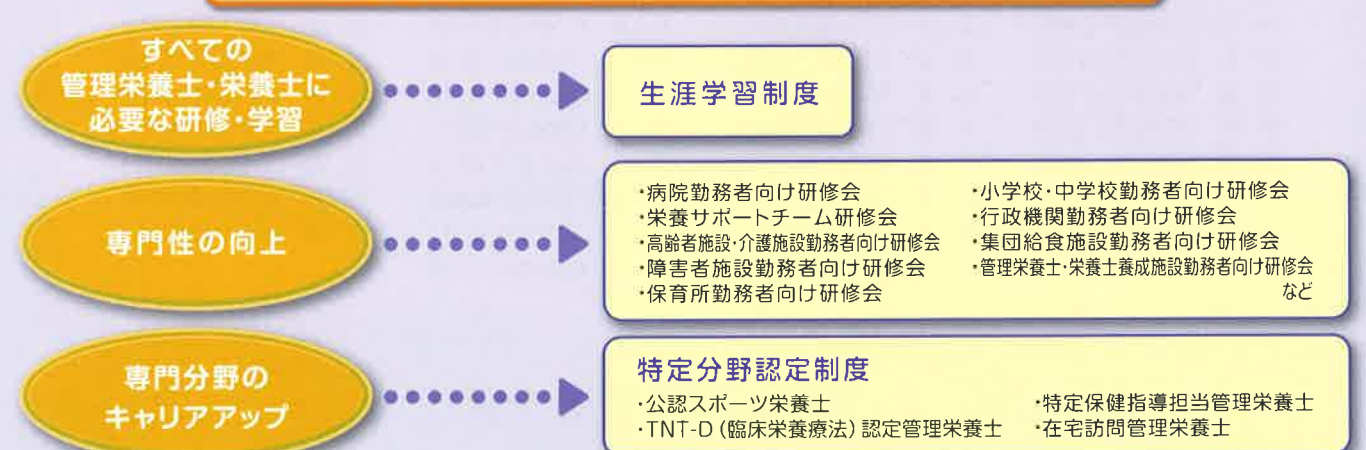 すべての
管理栄養士・栄養士に
必要な研修・学習
生涯学習制度
専門性の向上
・病院勤務者向け研修会
・栄養サポートチーム研修会
・高齢者施設・介護施設勤務者向け研修会
・障害者施設勤務者向け研修会
・保育所勤務者向け研修会
・小学校・中学校勤務者向け研修会
・行政機関勤務者向け研修会
・集団給食施設勤務者向け研修会
・管理栄養士・栄養士養成施設勤務者向け研修会
など
専門分野の
キャリアアップ
特定分野認定制度
・公認スポーツ栄養士
・TNT-D（臨床栄養療法）認定管理栄養士
・特定保健指導担当管理栄養士
・在宅訪問管理栄養士